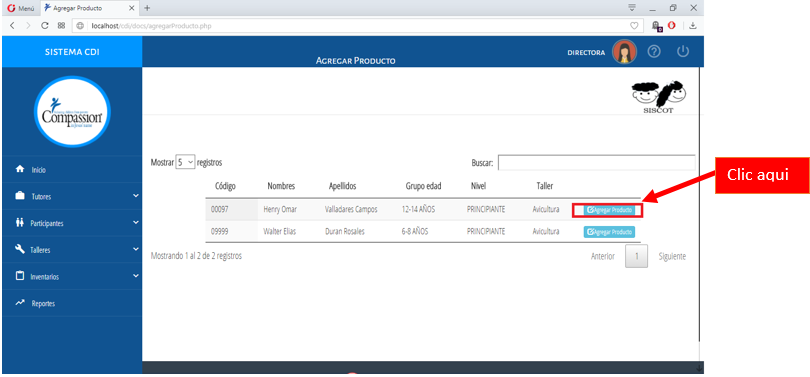 Menú
Agregar Producto
localhost/cdi/docs/agregarProducto.php
SISTEMA CDI
DIRECTORA
AGREGAR PRODUCTO
Compassion
SISCOT
Inicio
Tutores
Participantes
Talleres
Inventarios
Reportes
Mostrar 5 registros
Buscar:
Código Nombres Apellidos Grupo edad Nivel Taller
00097 Henry Omar Valladares Campos 12-14 AÑOS PRINCIPIANTE Avicultura Agregar Producto
09999 Walter Elias Duran Rosales 6-8 AÑOS PRINCIPIANTE Avicultura Agregar Producto
Mostrando 1 al 2 de 2 registros
Anterior 1 Siguiente
Clic aqui